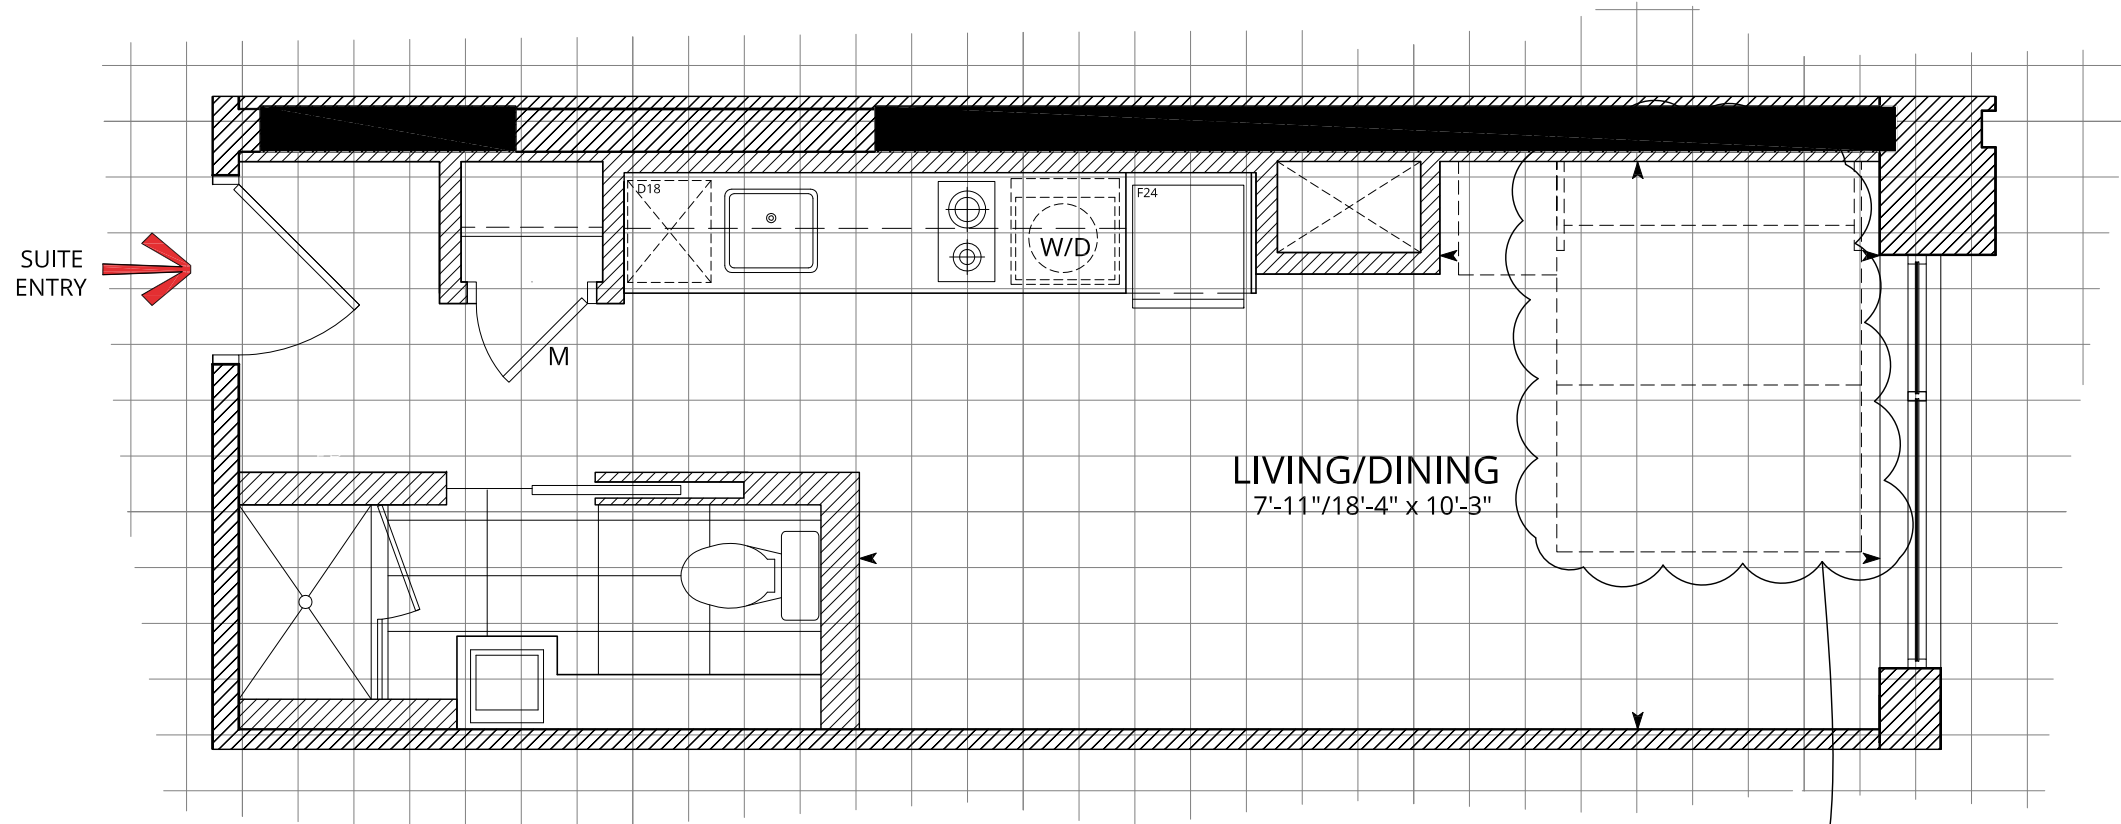 D18
F24
W/D
SUITE
ENTRY
M
LIVING/DINING
7'-11"/18'-4" x 10'-3"